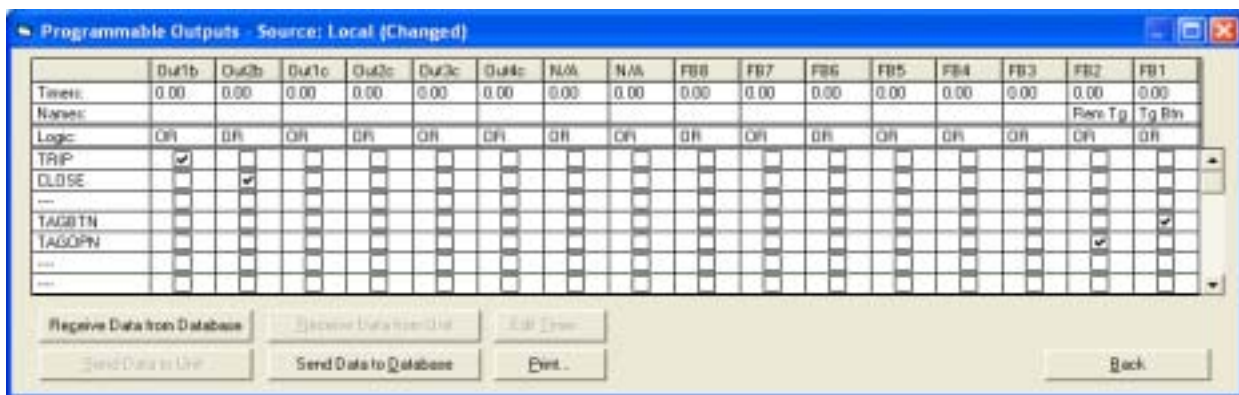 Programmable Outputs - Source: Local (Changed)
Out1b Out2b Out1c Out2c Out3c Out4c N/A N/A FB8 FB7 FB6 FB5 FB4 FB3 FB2 FB1
Timers: 0.00 0.00 0.00 0.00 0.00 0.00 0.00 0.00 0.00 0.00 0.00 0.00 0.00 0.00 0.00 0.00
Names: Rem Tg Tg Btn
Logic: OR OR OR OR OR OR OR OR OR OR OR OR OR OR OR OR
TRIP
CLOSE
---
TAGBTN
TAGOPN
---
---
Receive Data from Database Receive Data from Unit Edit Timer
Send Data to Unit Send Data to Database Print... Back